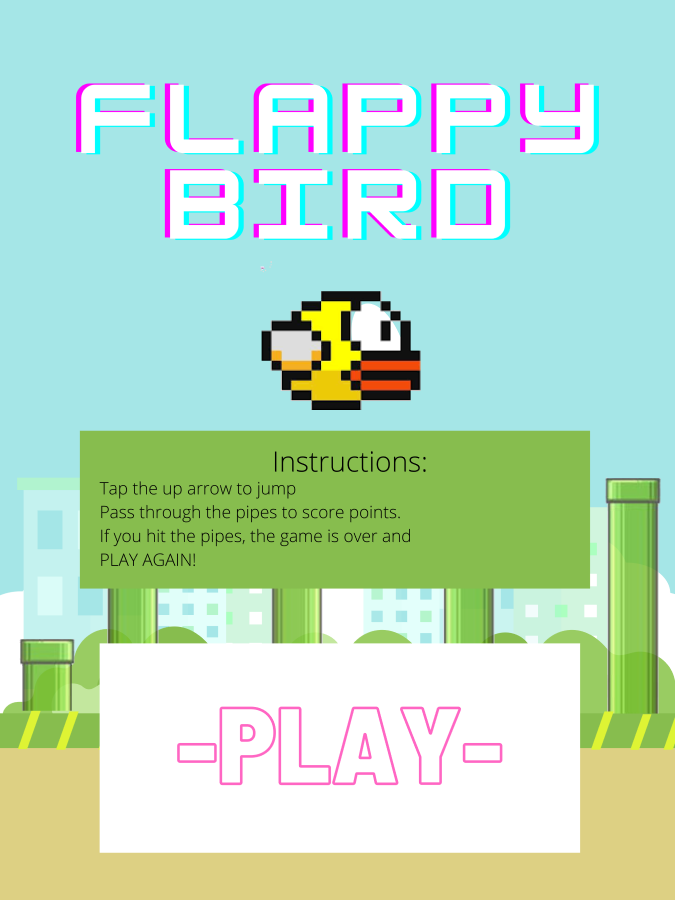 FLAPPY
BIRD
Instructions:
Tap the up arrow to jump
Pass through the pipes to score points.
If you hit the pipes, the game is over and
PLAY AGAIN!
-PLAY-